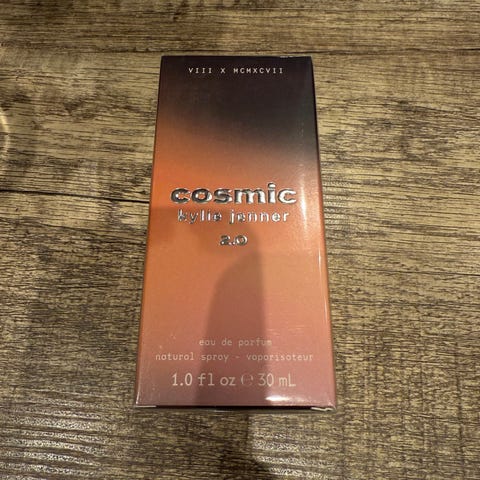 VIII X MCMXCVII
cosmic
kylie jenner
2.0
eau de parfum
natural spray - vaporisateur
1.0 fl oz ℮ 30 mL